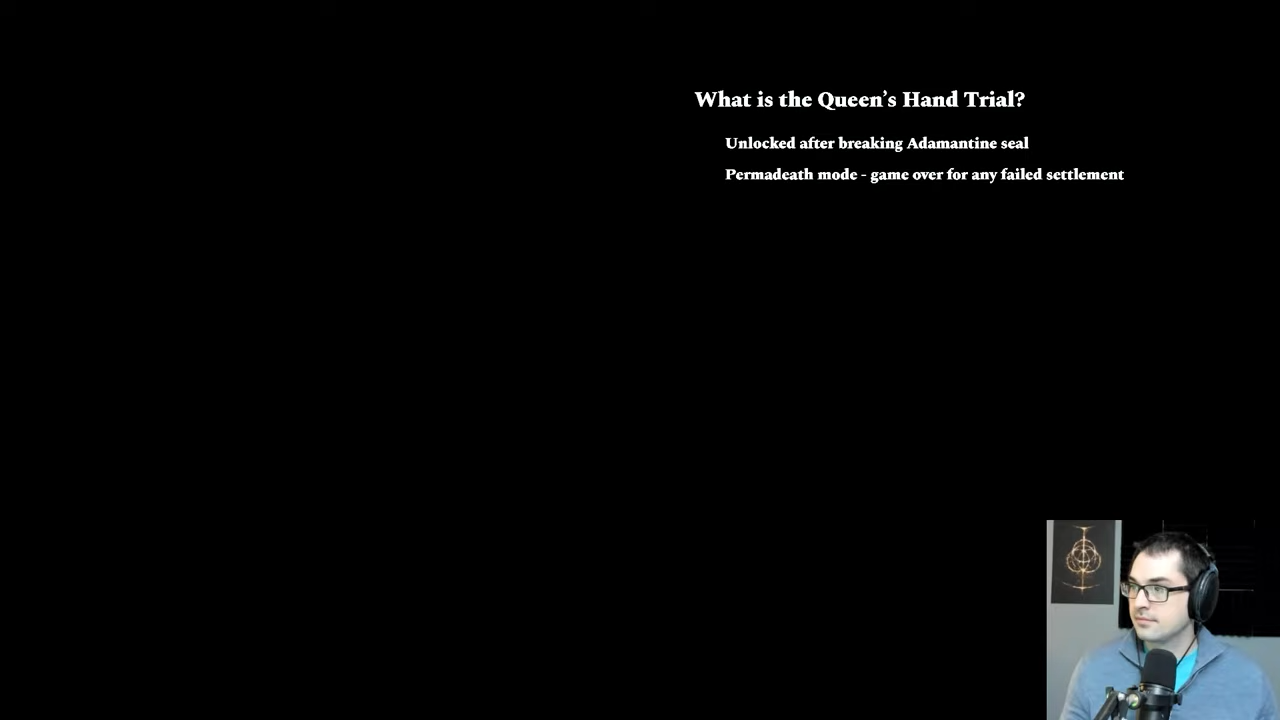 What is the Queen’s Hand Trial?
Unlocked after breaking Adamantine seal
Permadeath mode - game over for any failed settlement